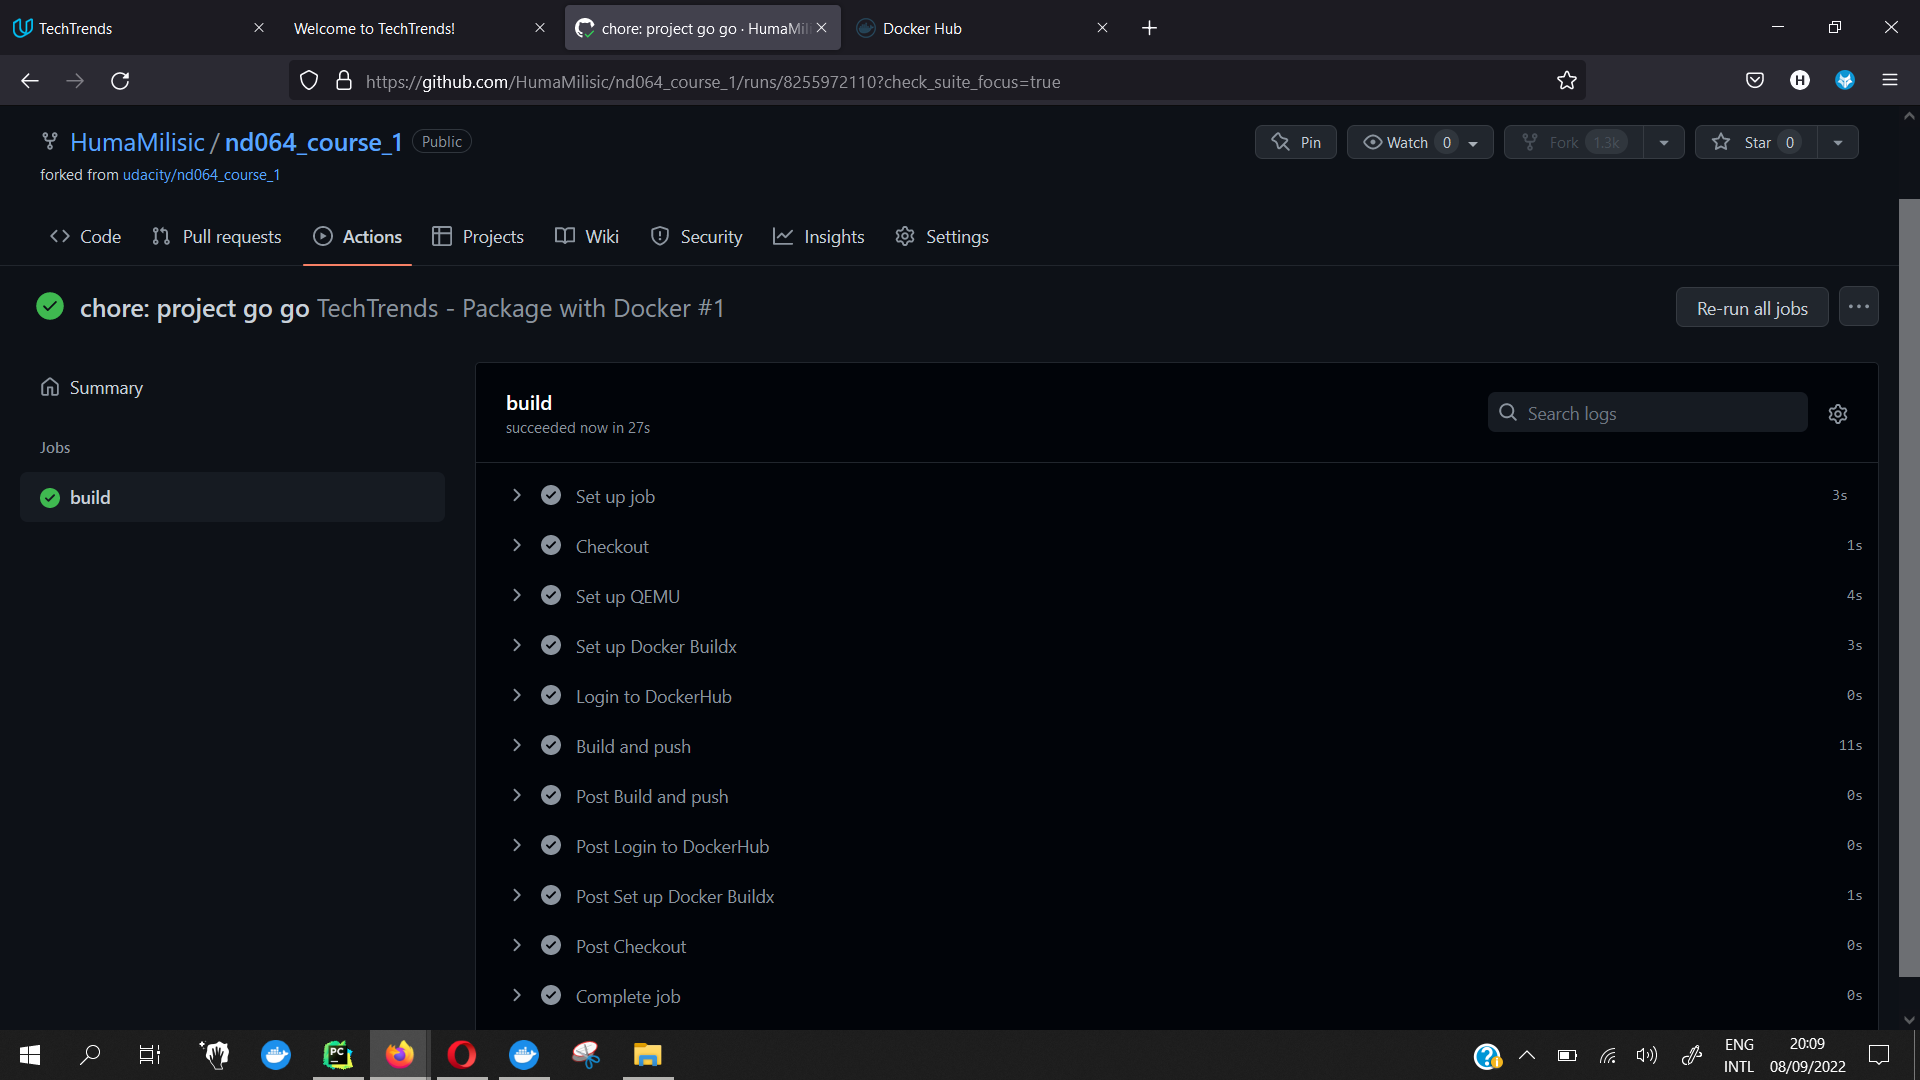 TechTrends
Welcome to TechTrends!
chore: project go go · HumaMili
Docker Hub
https://github.com/HumaMilisic/nd064_course_1/runs/8255972110?check_suite_focus=true
H
HumaMilisic / nd064_course_1 Public
Pin
Watch 0
Fork 1.3k
Star 0
forked from udacity/nd064_course_1
Code
Pull requests
Actions
Projects
Wiki
Security
Insights
Settings
chore: project go go TechTrends - Package with Docker #1
Re-run all jobs
Summary
Jobs
build
build
succeeded now in 27s
Search logs
Set up job 3s
Checkout 1s
Set up QEMU 4s
Set up Docker Buildx 3s
Login to DockerHub 0s
Build and push 11s
Post Build and push 0s
Post Login to DockerHub 0s
Post Set up Docker Buildx 1s
Post Checkout 0s
Complete job 0s
PC
ENG
INTL
20:09
08/09/2022